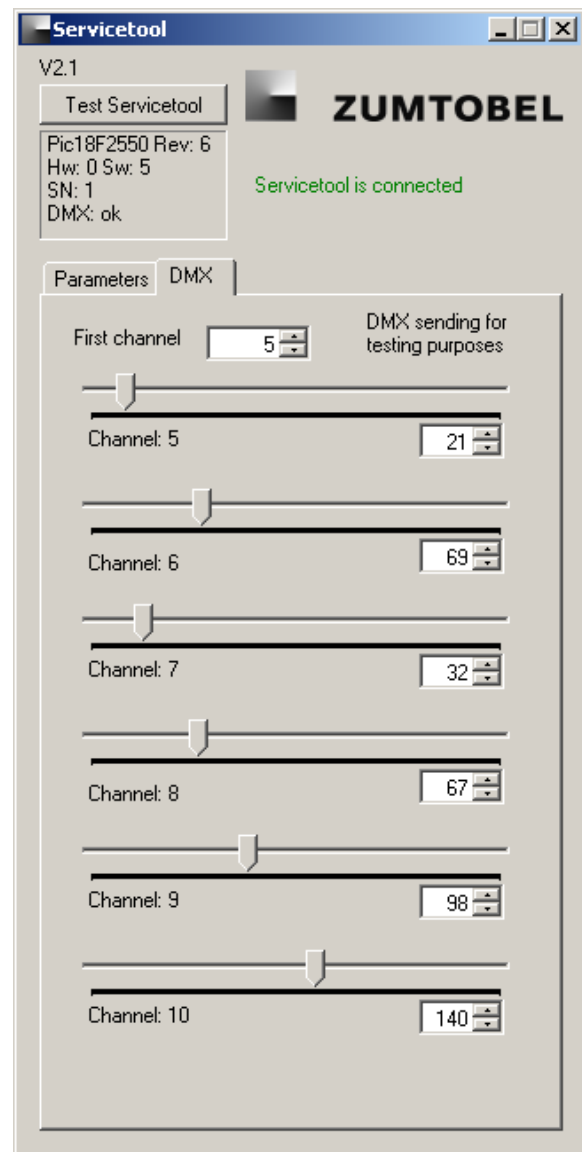 Servicetool
V2.1
Test Servicetool
ZUMTOBEL
Pic18F2550 Rev: 6
Hw: 0 Sw: 5
SN: 1
DMX: ok
Servicetool is connected
Parameters
DMX
First channel
5
DMX sending for
testing purposes
Channel: 5
21
Channel: 6
69
Channel: 7
32
Channel: 8
67
Channel: 9
98
Channel: 10
140